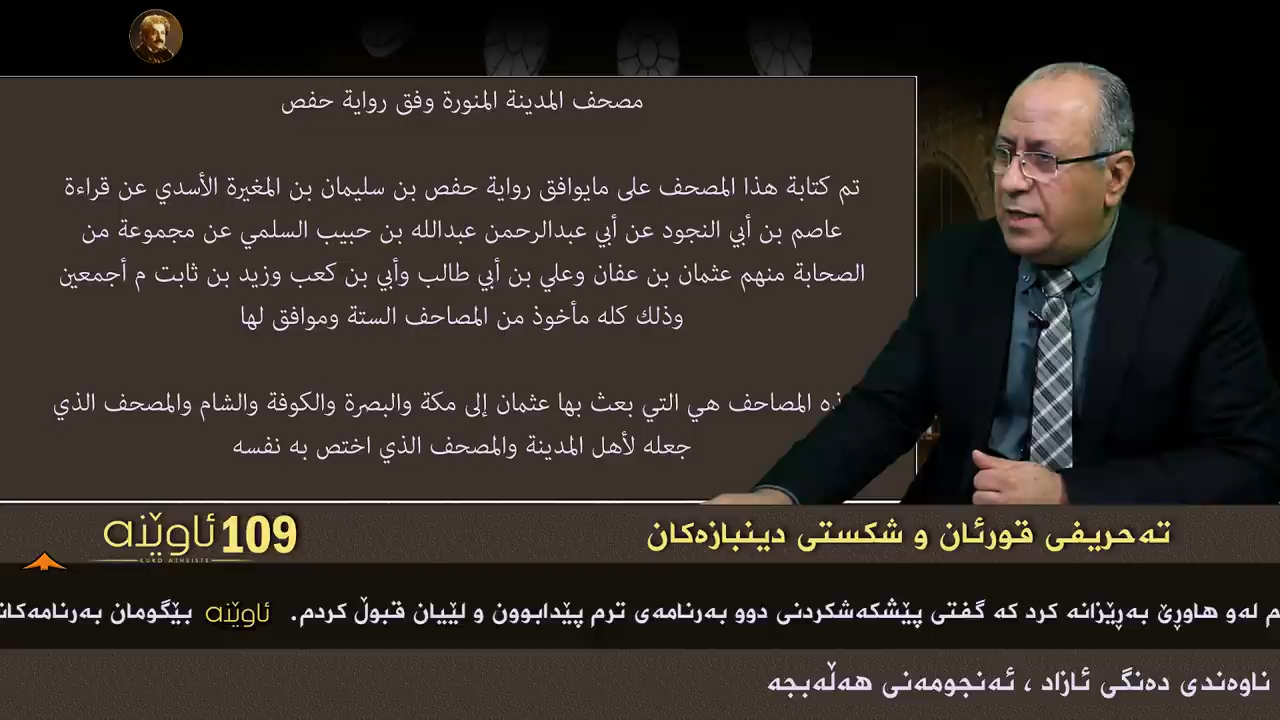 مصحف المدينة المنورة وفق رواية حفص
تم كتابة هذا المصحف على مايوافق رواية حفص بن سليمان بن المغيرة الأسدي عن قراءة
عاصم بن أبي النجود عن أبي عبدالرحمن عبدالله بن حبيب السلمي عن مجموعة من
الصحابة منهم عثمان بن عفان وعلي بن أبي طالب وأبي بن كعب وزيد بن ثابت م أجمعين
وذلك كله مأخوذ من المصاحف الستة وموافق لها
المصاحف هي التي بعث بها عثمان إلى مكة والبصرة والكوفة والشام والمصحف الذي
جعله لأهل المدينة والمصحف الذي اختص به نفسه
تەحریفی قورئان و شکستی دینبازەکان
ئاوێنە 109
KURD ATHEISTS
لەو هاوڕێ بەڕێزانە کرد کە گفتی پێشکەشکردنی دوو بەرنامەی ترم پێدابوون و لێیان قبوڵ کردم. ئاوێنە بێگومان بەرنامەکان
ناوەندی دەنگی ئازاد ، ئەنجومەنی هەڵەبجە